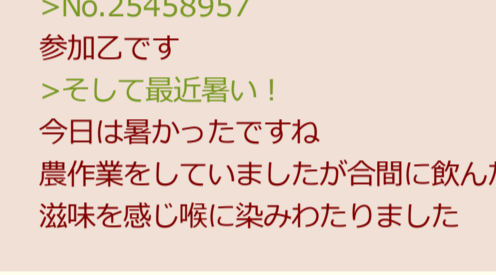 >No.25458957
参加乙です
>そして最近暑い！
今日は暑かったですね
農作業をしていましたが合間に飲ん
滋味を感じ喉に染みわたりました